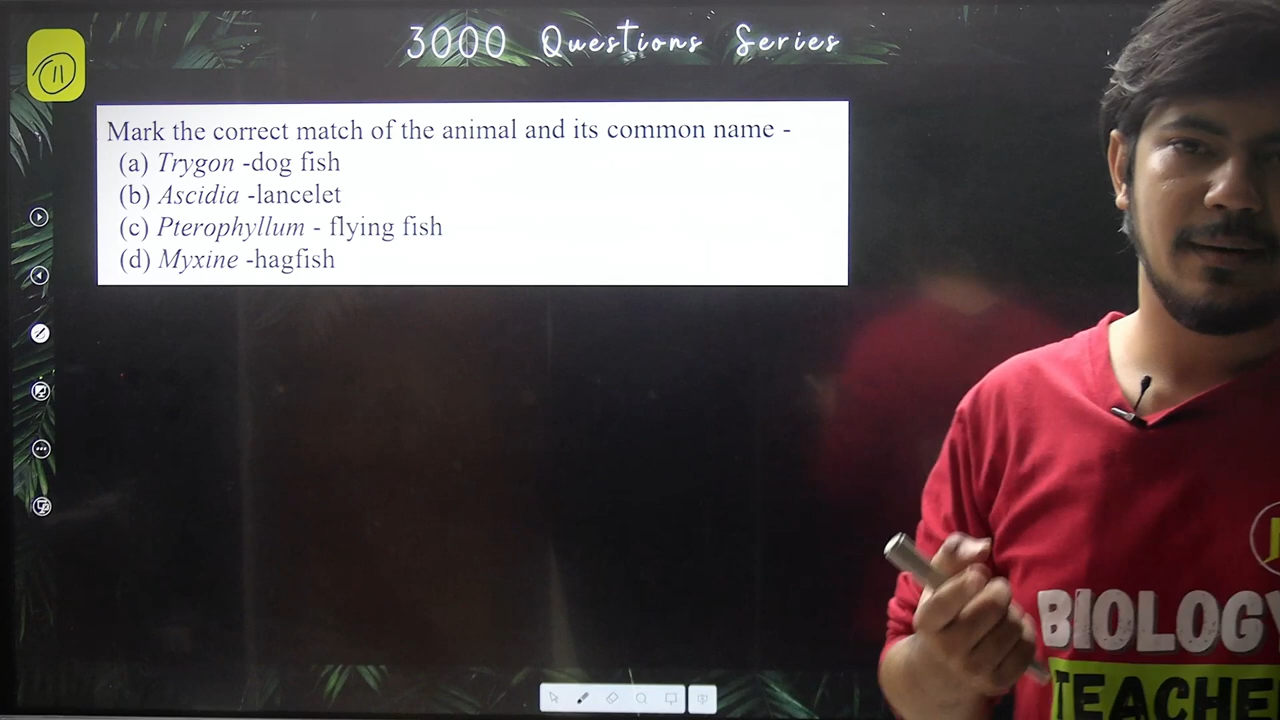 3000 Questions Series
11
Mark the correct match of the animal and its common name -
(a) Trygon -dog fish
(b) Ascidia -lancelet
(c) Pterophyllum - flying fish
(d) Myxine -hagfish
BIOLOGY
TEACHE